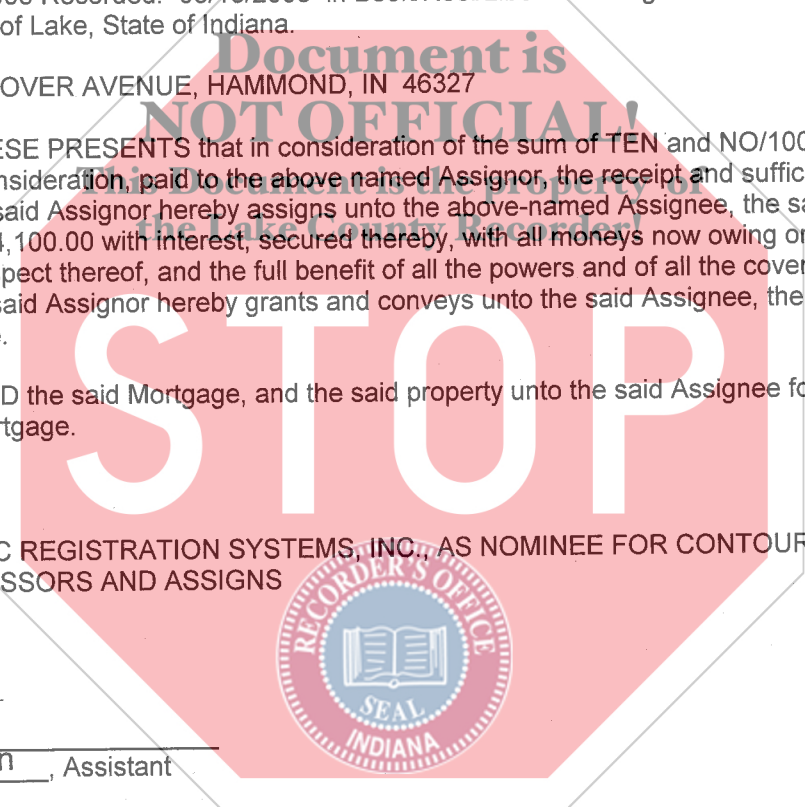 of Lake, State of Indiana.
Document is
OVER AVENUE, HAMMOND, IN 46327
NOT OFFICIAL!
ESE PRESENTS that in consideration of the sum of TEN and NO/100
This Document is the property of
nsideration, paid to the above named Assignor, the receipt and suffic
said Assignor hereby assigns unto the above-named Assignee, the sa
the Lake County Recorder!
4,100.00 with interest, secured thereby, with all moneys now owing or
pect thereof, and the full benefit of all the powers and of all the cover
said Assignor hereby grants and conveys unto the said Assignee, the
e.
STOP
D the said Mortgage, and the said property unto the said Assignee fo
rtgage.
C REGISTRATION SYSTEMS, INC., AS NOMINEE FOR CONTOUR
SSORS AND ASSIGNS
RECORDER'S OFFICE
SEAL
INDIANA
n, Assistant